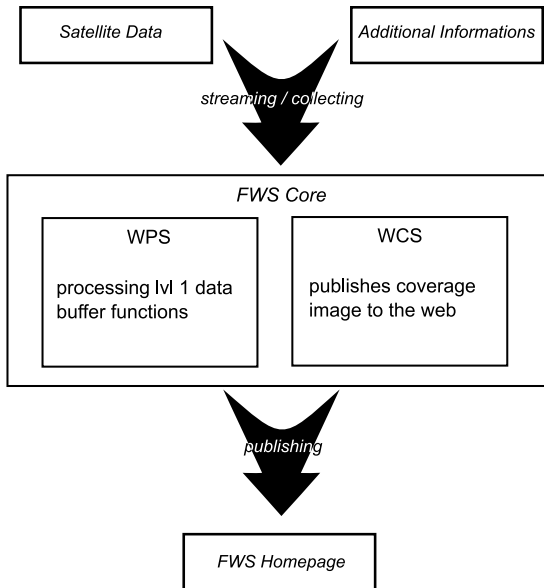 Satellite Data
Additional Informations
streaming / collecting
FWS Core
WPS
processing lvl 1 data
buffer functions
WCS
publishes coverage
image to the web
publishing
FWS Homepage